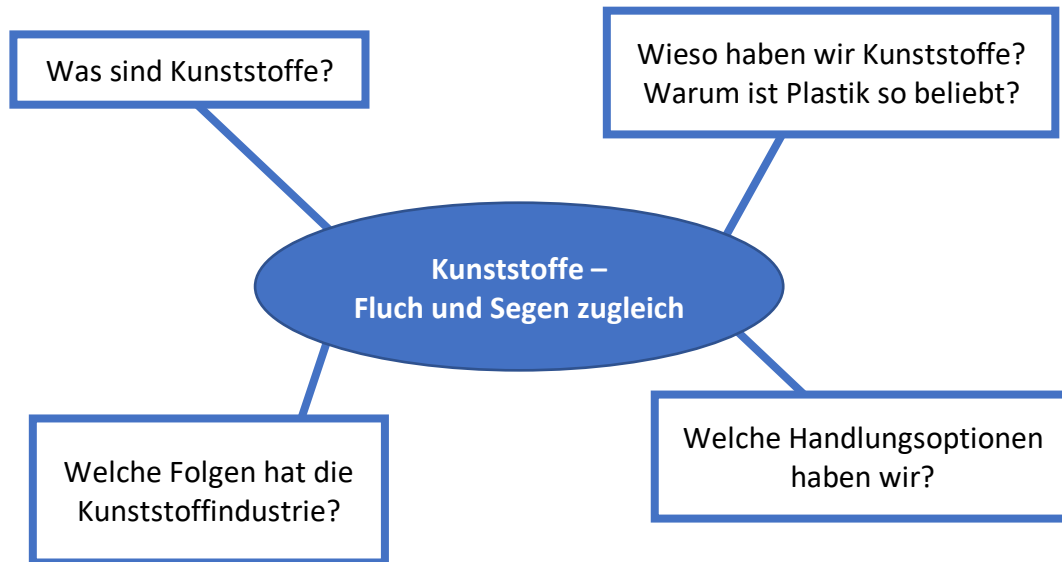 Was sind Kunststoffe?
Wieso haben wir Kunststoffe?
Warum ist Plastik so beliebt?
Kunststoffe –
Fluch und Segen zugleich
Welche Folgen hat die
Kunststoffindustrie?
Welche Handlungsoptionen
haben wir?